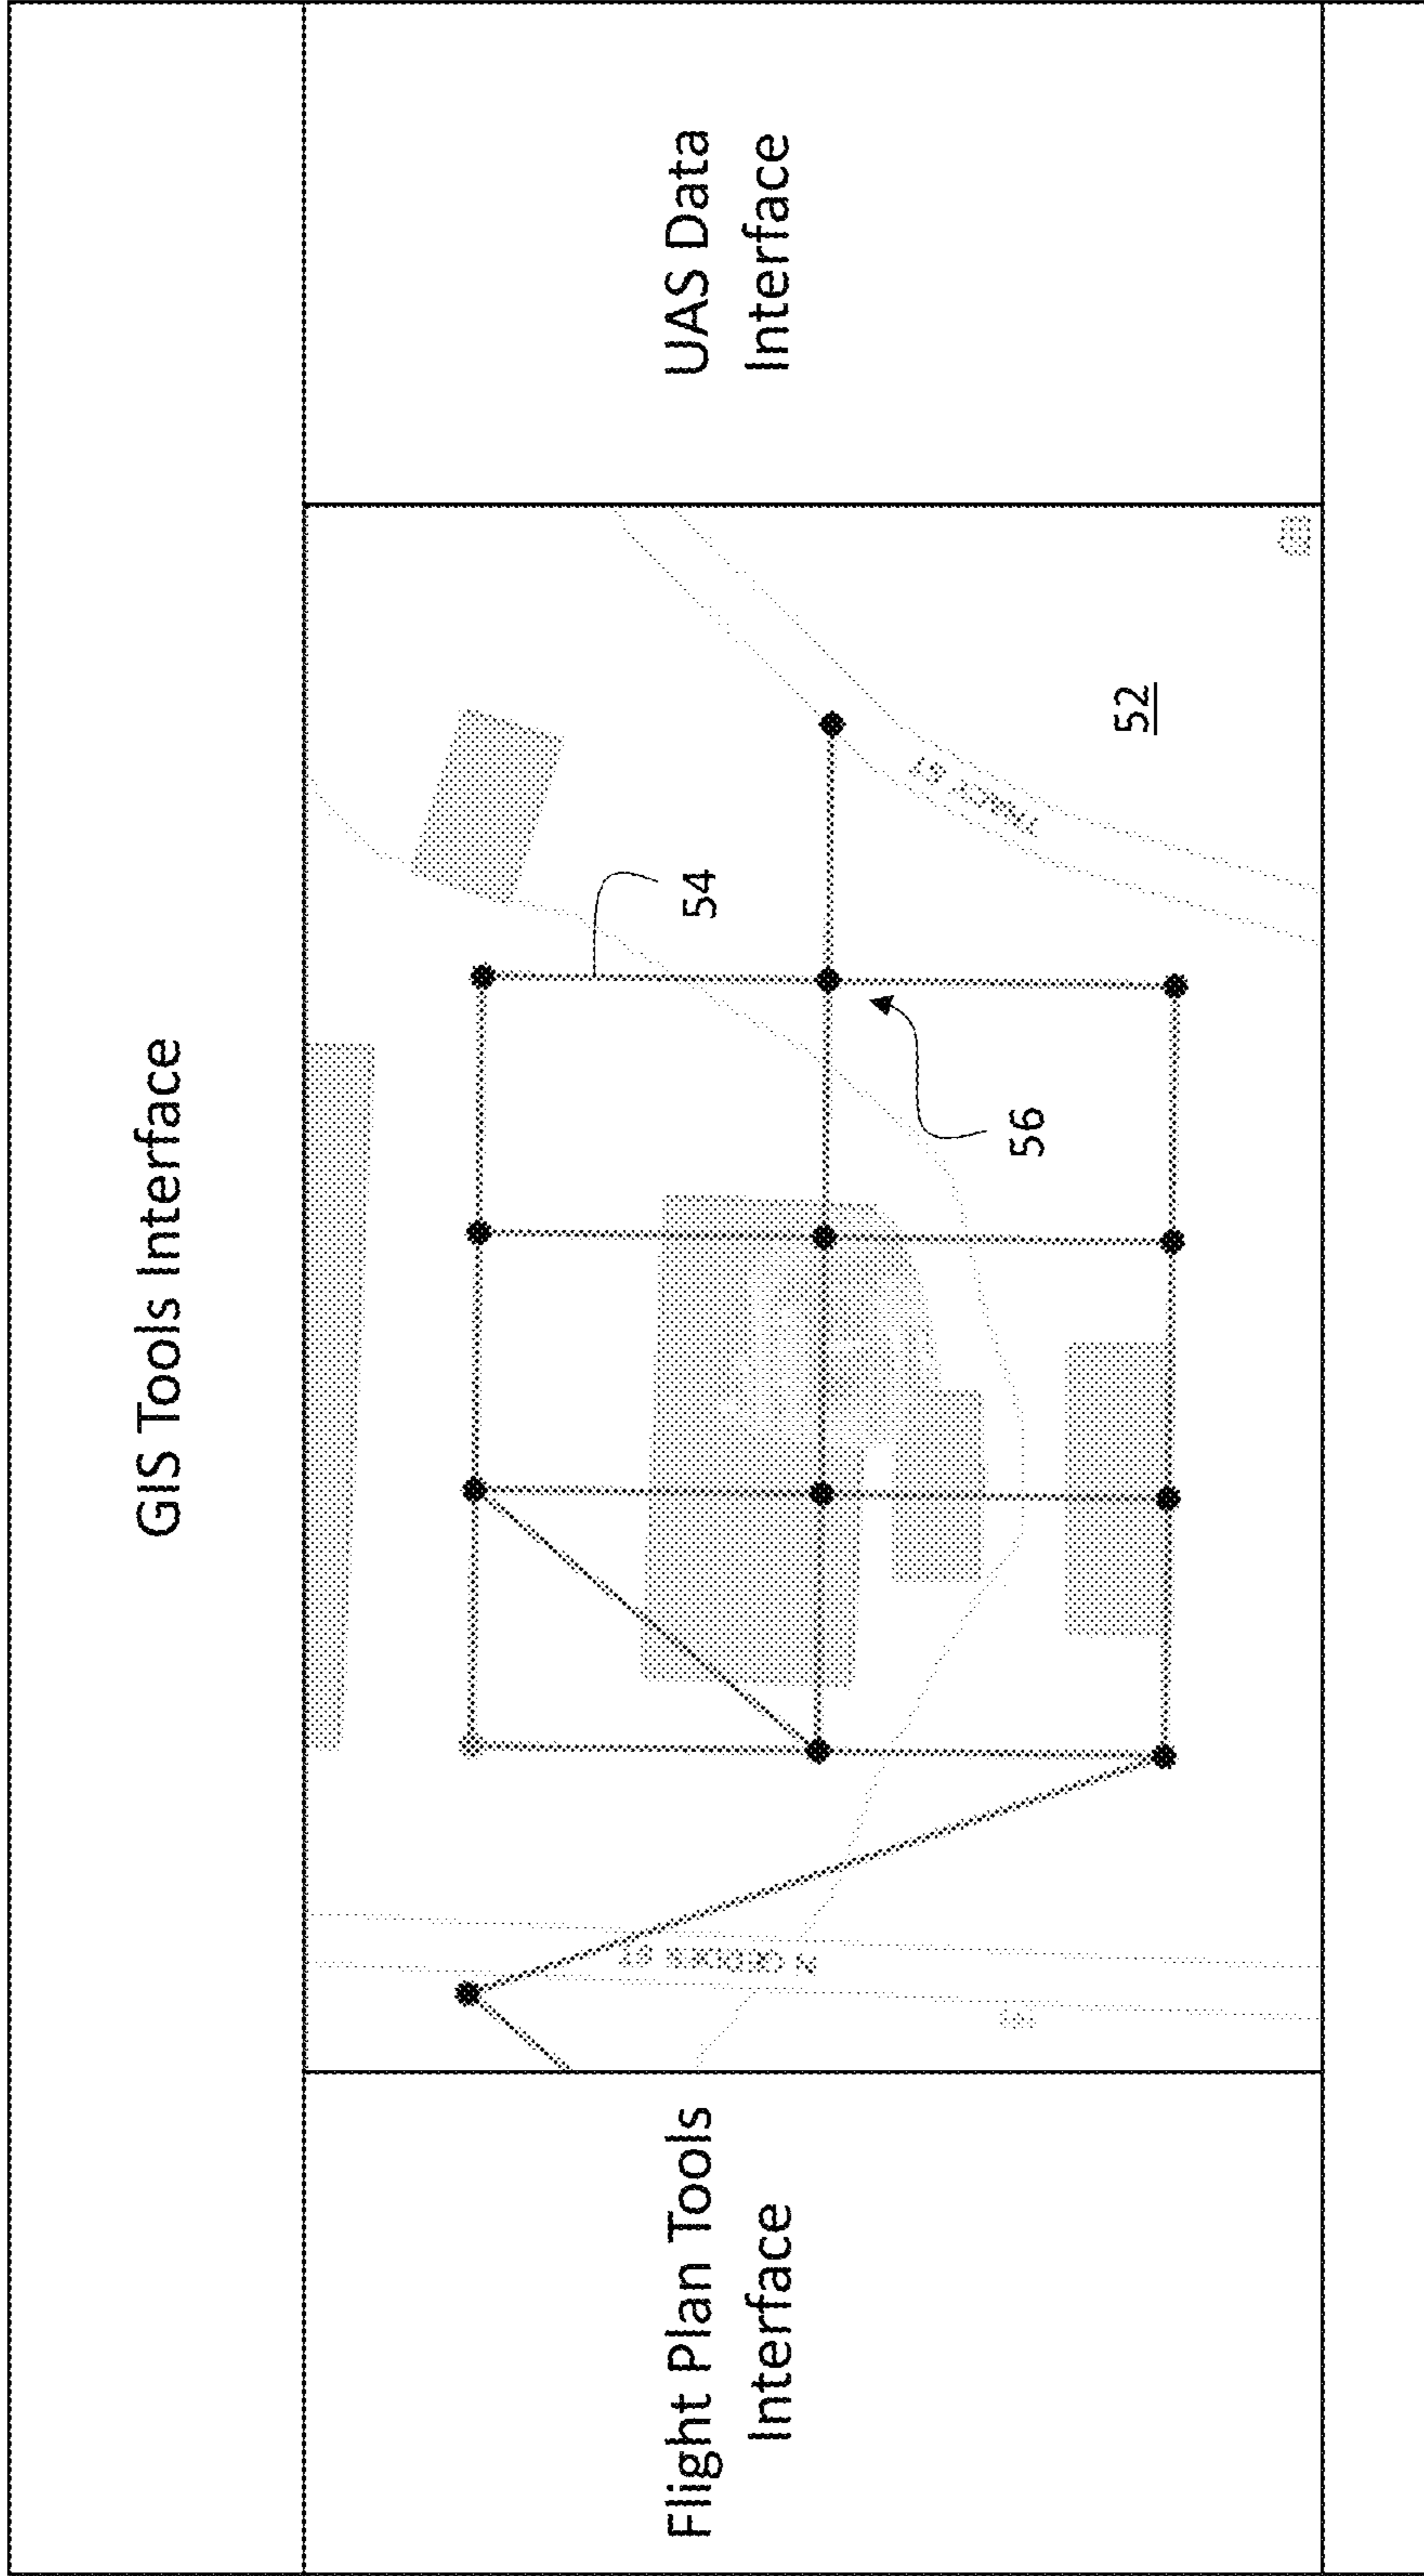 GIS Tools Interface
Flight Plan Tools
Interface
54
56
52
UAS Data
Interface